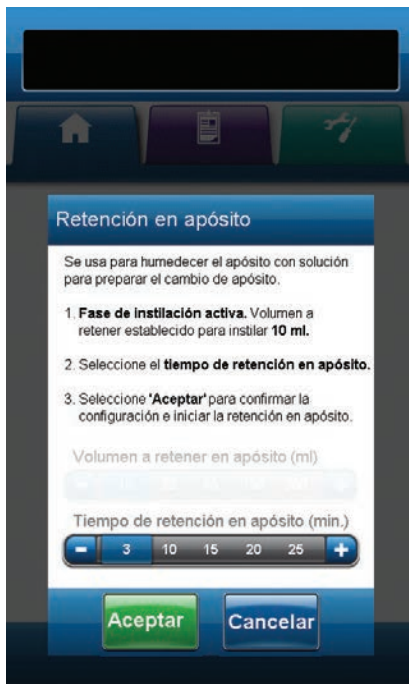 Retención en apósito
Se usa para humedecer el apósito con solución
para preparar el cambio de apósito.
1. Fase de instilación activa. Volumen a
retener establecido para instilar 10 ml.
2. Seleccione el tiempo de retención en apósito.
3. Seleccione 'Aceptar' para confirmar la
configuración e iniciar la retención en apósito.
Volumen a retener en apósito (ml)
Tiempo de retención en apósito (min.)
- 3 10 15 20 25 +
Aceptar Cancelar